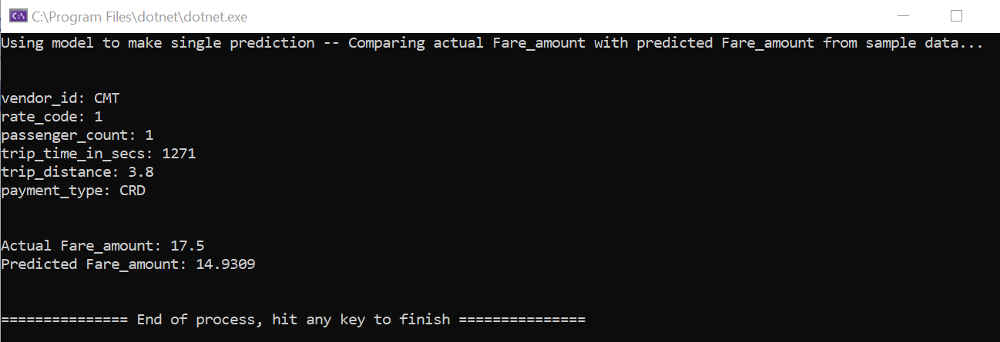 C:\Program Files\dotnet\dotnet.exe
Using model to make single prediction -- Comparing actual Fare_amount with predicted Fare_amount from sample data...
vendor_id: CMT
rate_code: 1
passenger_count: 1
trip_time_in_secs: 1271
trip_distance: 3.8
payment_type: CRD
Actual Fare_amount: 17.5
Predicted Fare_amount: 14.9309
=============== End of process, hit any key to finish ===============